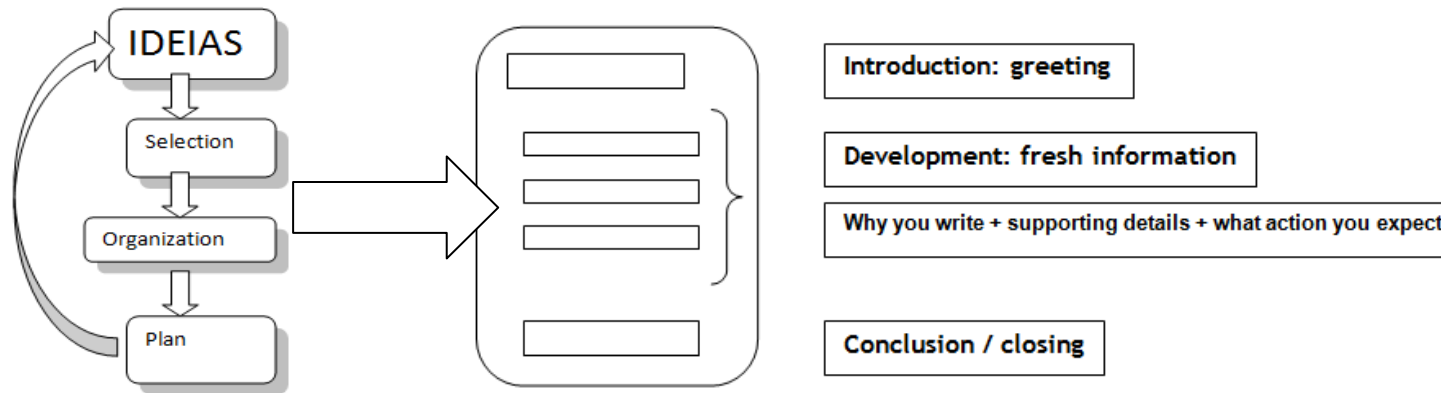 IDEIAS
Selection
Organization
Plan
Introduction: greeting
Development: fresh information
Why you write + supporting details + what action you expect
Conclusion / closing